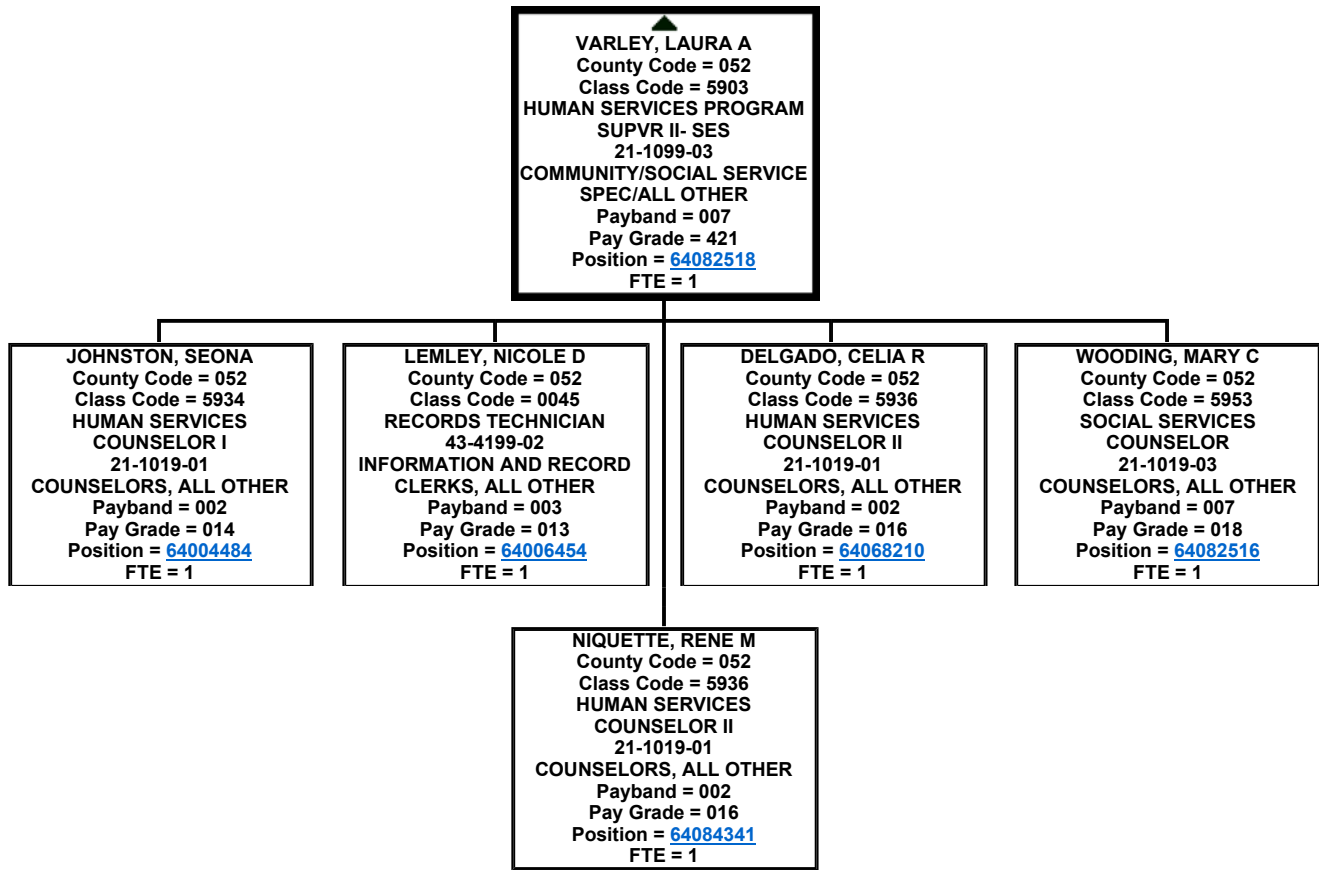 VARLEY, LAURA A
County Code = 052
Class Code = 5903
HUMAN SERVICES PROGRAM
SUPVR II- SES
21-1099-03
COMMUNITY/SOCIAL SERVICE
SPEC/ALL OTHER
Payband = 007
Pay Grade = 421
Position = 64082518
FTE = 1
JOHNSTON, SEONA
County Code = 052
Class Code = 5934
HUMAN SERVICES
COUNSELOR I
21-1019-01
COUNSELORS, ALL OTHER
Payband = 002
Pay Grade = 014
Position = 64004484
FTE = 1
LEMLEY, NICOLE D
County Code = 052
Class Code = 0045
RECORDS TECHNICIAN
43-4199-02
INFORMATION AND RECORD
CLERKS, ALL OTHER
Payband = 003
Pay Grade = 013
Position = 64006454
FTE = 1
DELGADO, CELIA R
County Code = 052
Class Code = 5936
HUMAN SERVICES
COUNSELOR II
21-1019-01
COUNSELORS, ALL OTHER
Payband = 002
Pay Grade = 016
Position = 64068210
FTE = 1
WOODING, MARY C
County Code = 052
Class Code = 5953
SOCIAL SERVICES
COUNSELOR
21-1019-03
COUNSELORS, ALL OTHER
Payband = 007
Pay Grade = 018
Position = 64082516
FTE = 1
NIQUETTE, RENE M
County Code = 052
Class Code = 5936
HUMAN SERVICES
COUNSELOR II
21-1019-01
COUNSELORS, ALL OTHER
Payband = 002
Pay Grade = 016
Position = 64084341
FTE = 1